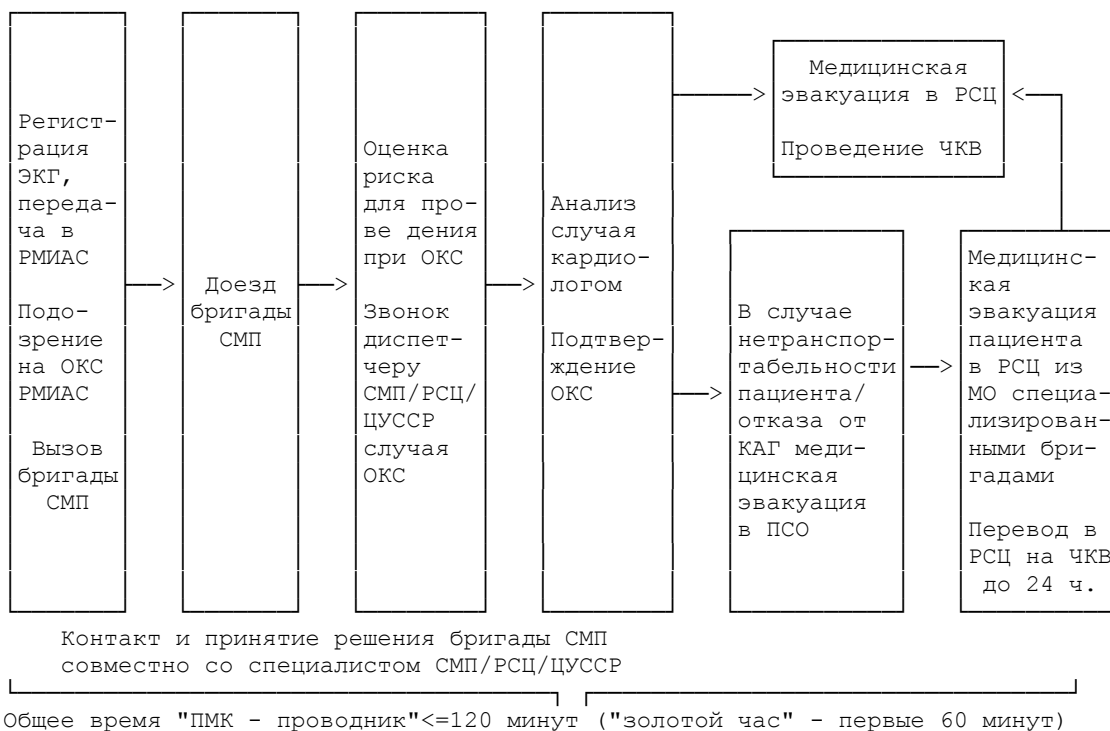 Регист-
рация
ЭКГ,
переда-
ча в
РМИАС
Подо-
зрение
на ОКС
РМИАС
Вызов
бригады
СМП
Доезд
бригады
СМП
Оценка
риска
для про-
ве дения
при ОКС
Звонок
диспет-
черу
СМП/РСЦ/
ЦУССР
случая
ОКС
Анализ
случая
кардио-
логом
Подтвер-
ждение
ОКС
Медицинская
эвакуация в РСЦ
Проведение ЧКВ
В случае
нетранспор-
табельности
пациента/
отказа от
КАГ меди-
цинская
эвакуация
в ПСО
Медицинс-
кая
эвакуация
пациента
в РСЦ из
МО специа-
лизирован-
ными бри-
гадами
Перевод в
РСЦ на ЧКВ
до 24 ч.
Контакт и принятие решения бригады СМП
совместно со специалистом СМП/РСЦ/ЦУССР
Общее время "ПМК - проводник"<=120 минут ("золотой час" - первые 60 минут)